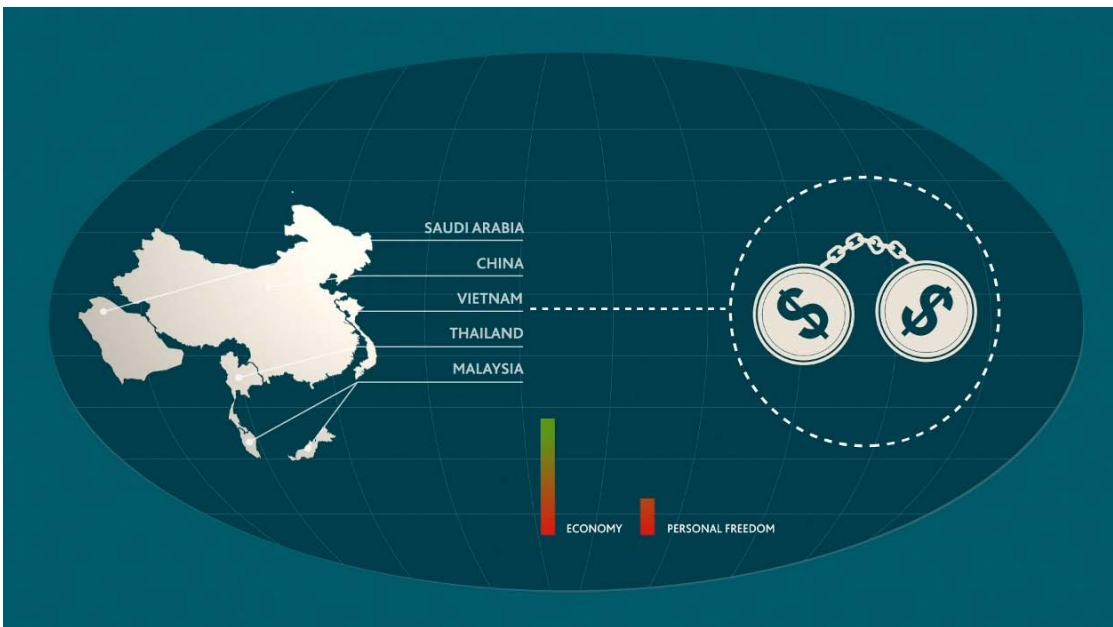 SAUDI ARABIA
CHINA
VIETNAM
THAILAND
MALAYSIA
$ $
ECONOMY
PERSONAL FREEDOM